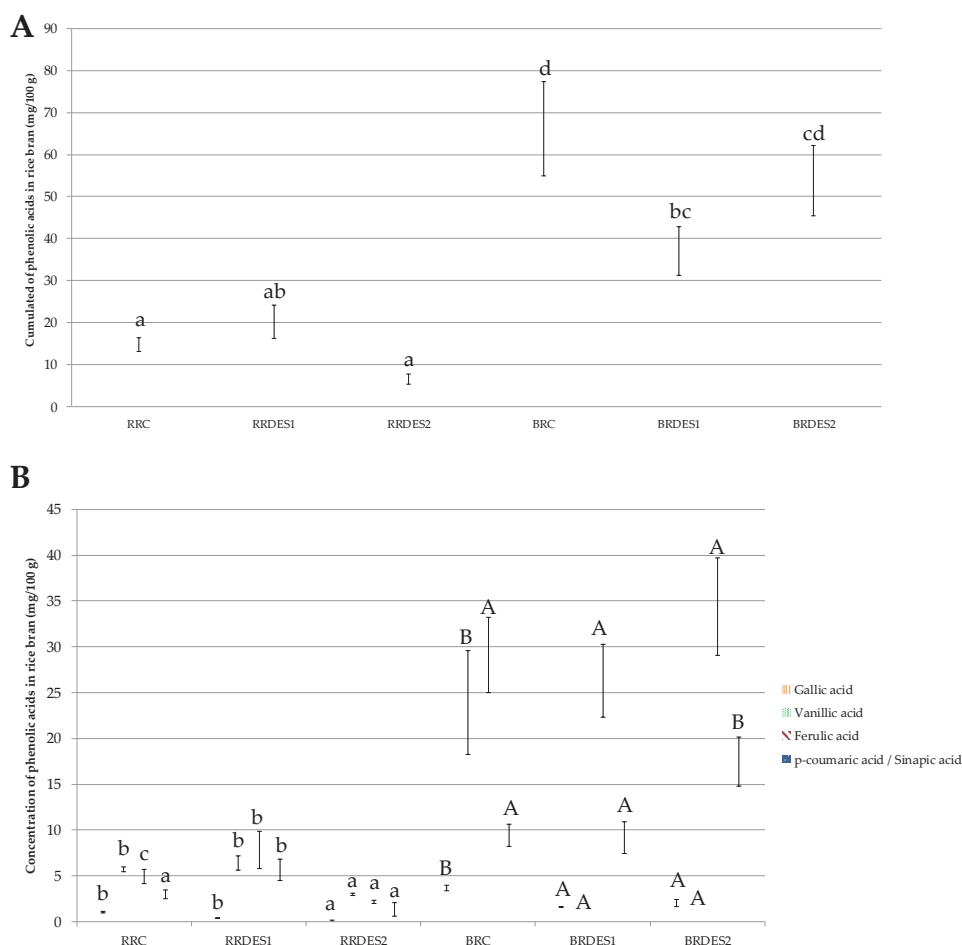 A
90
80
70
60
50
40
30
20
10
0
Cumulated of phenolic acids in rice bran (mg/100 g)
a
ab
a
d
bc
cd
RRC RRDES1 RRDES2 BRC BRDES1 BRDES2
B
45
40
35
30
25
20
15
10
5
0
Concentration of phenolic acids in rice bran (mg/100 g)
b b c a
b b b b
a a a a
B B A A
A A A A
A A A B
Gallic acid
Vanillic acid
Ferulic acid
p-coumaric acid / Sinapic acid
RRC RRDES1 RRDES2 BRC BRDES1 BRDES2